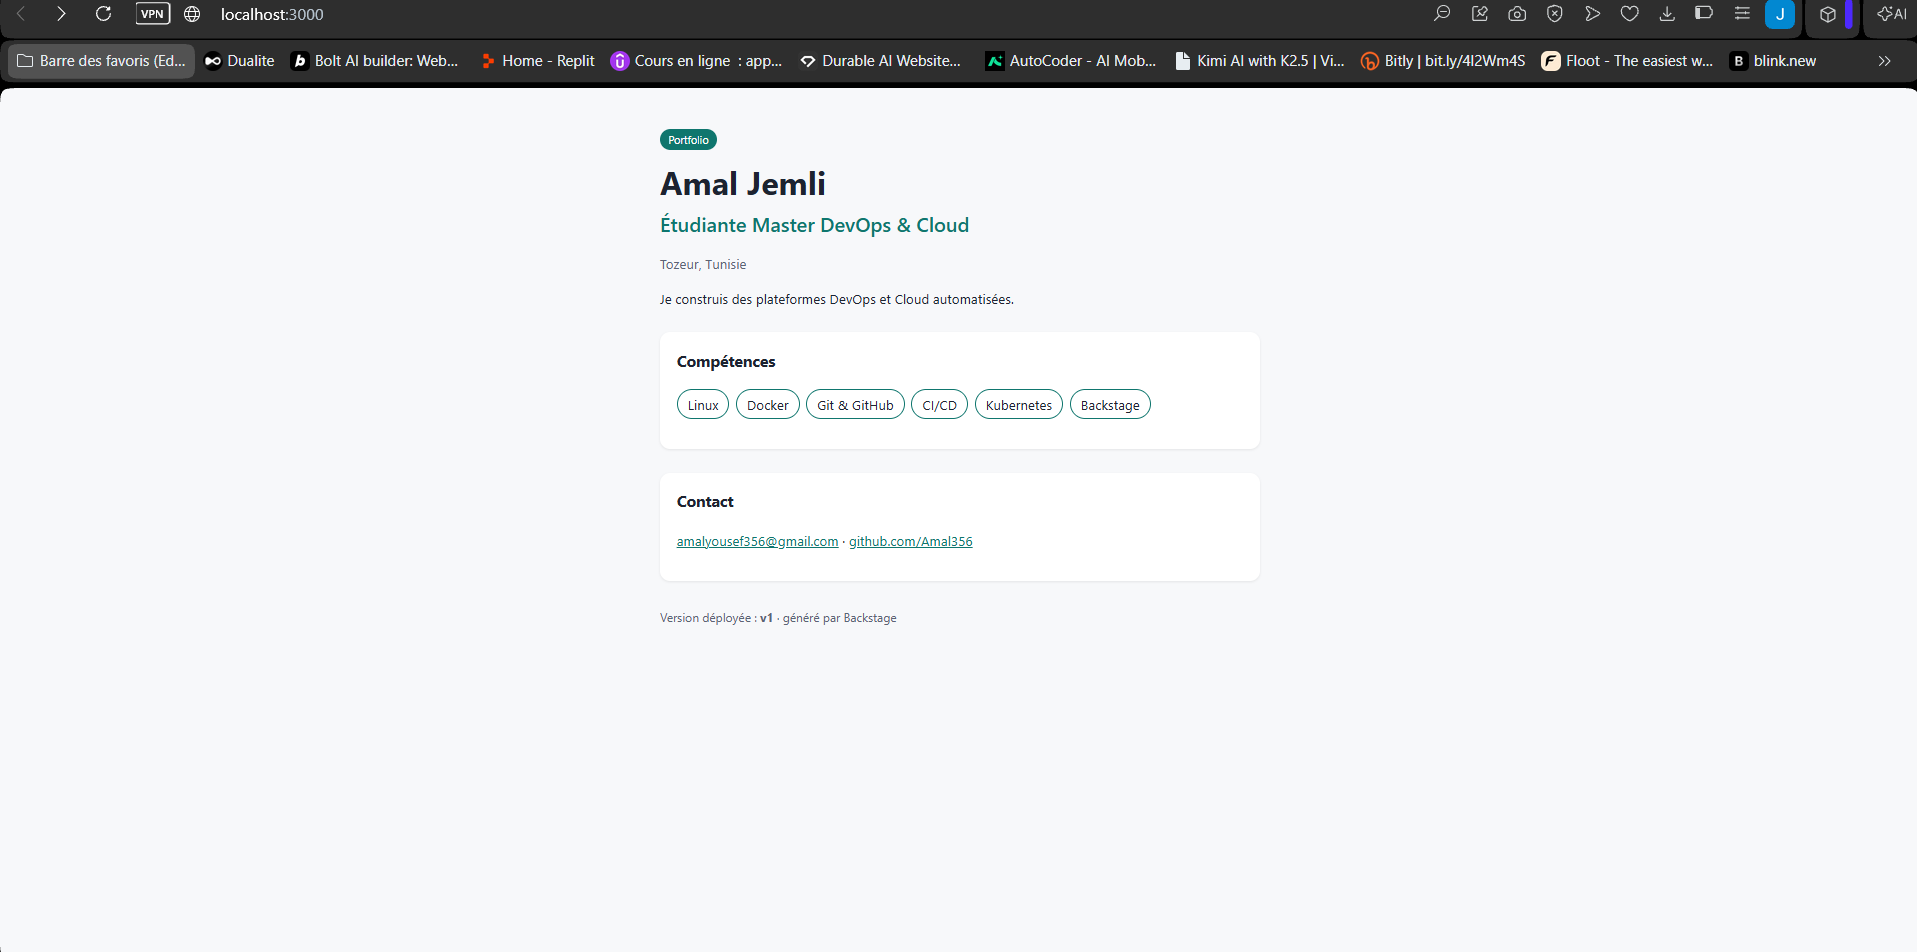 VPN localhost:3000 J AI
Barre des favoris (Ed... Dualite Bolt AI builder: Web... Home - Replit Cours en ligne : app... Durable AI Website... AutoCoder - AI Mob... Kimi AI with K2.5 | Vi... Bitly | bit.ly/4l2Wm4S Floot - The easiest w... B blink.new
Portfolio
Amal Jemli
Étudiante Master DevOps & Cloud
Tozeur, Tunisie
Je construis des plateformes DevOps et Cloud automatisées.
Compétences
Linux Docker Git & GitHub CI/CD Kubernetes Backstage
Contact
amalyousef356@gmail.com · github.com/Amal356
Version déployée : v1 · généré par Backstage